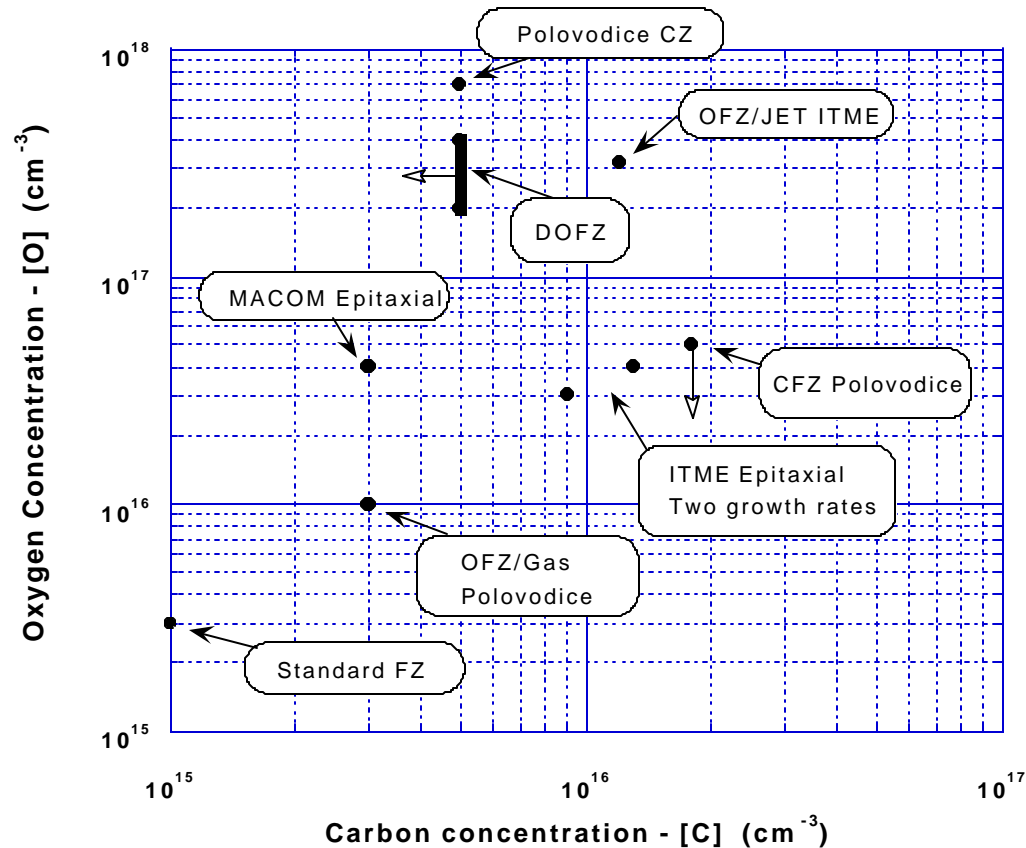 Polovodice CZ
10^18
OFZ/JET ITME
DOFZ
10^17
MACOM Epitaxial
CFZ Polovodice
ITME Epitaxial
Two growth rates
10^16
OFZ/Gas
Polovodice
Standard FZ
10^15
10^15
10^16
10^17
Carbon concentration - [C] (cm^-3)
Oxygen Concentration - [O] (cm^-3)